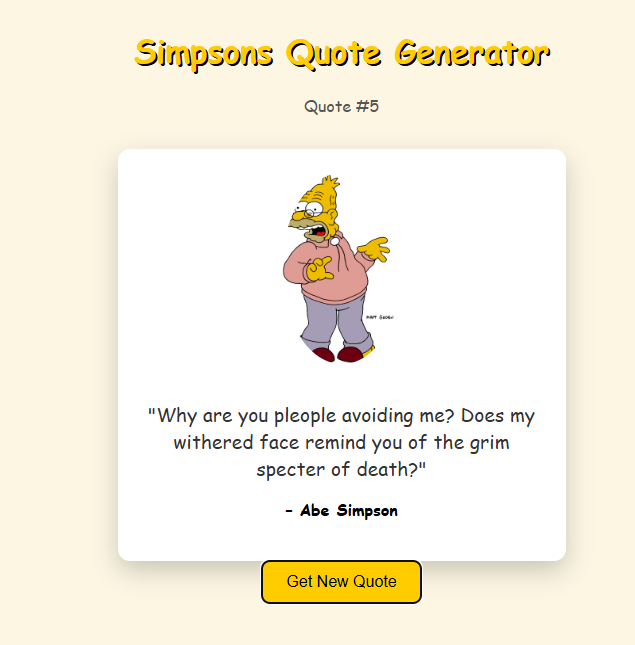 Simpsons Quote Generator
Quote #5
MATT GROENING
"Why are you pleople avoiding me? Does my
withered face remind you of the grim
specter of death?"
– Abe Simpson
Get New Quote